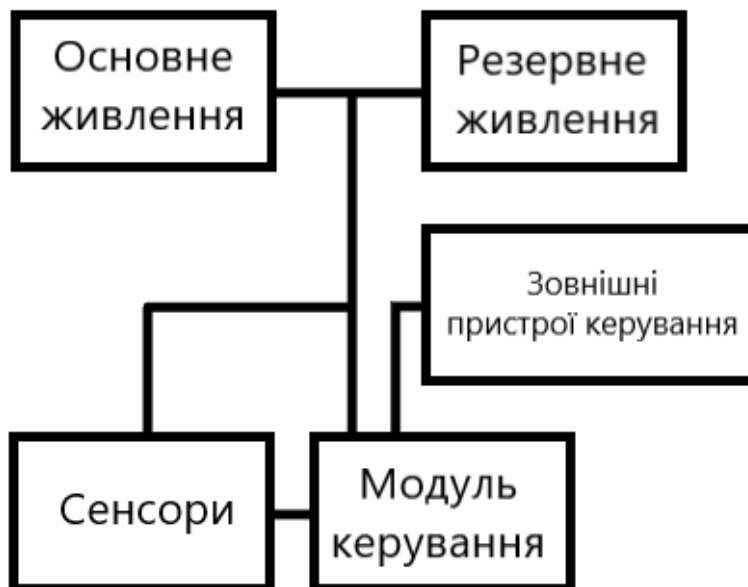 Основне
живлення
Резервне
живлення
Зовнішні
пристрої керування
Сенсори
Модуль
керування